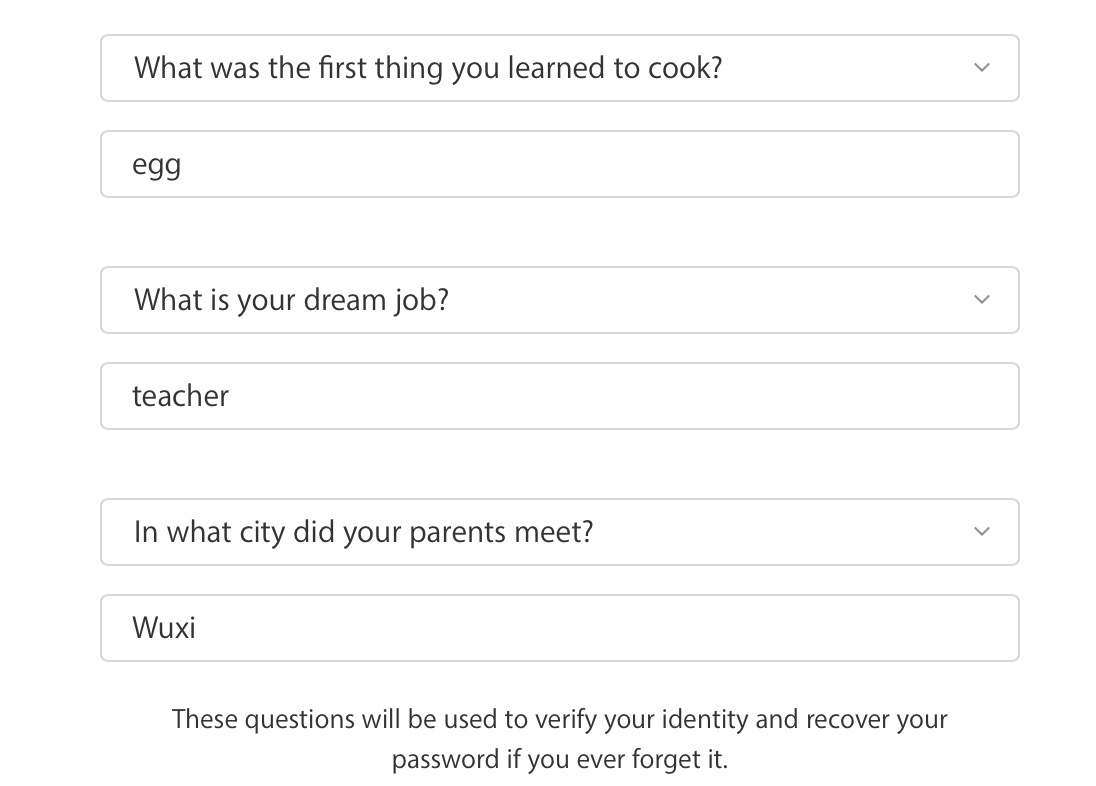 What was the first thing you learned to cook?
egg
What is your dream job?
teacher
In what city did your parents meet?
Wuxi
These questions will be used to verify your identity and recover your
password if you ever forget it.